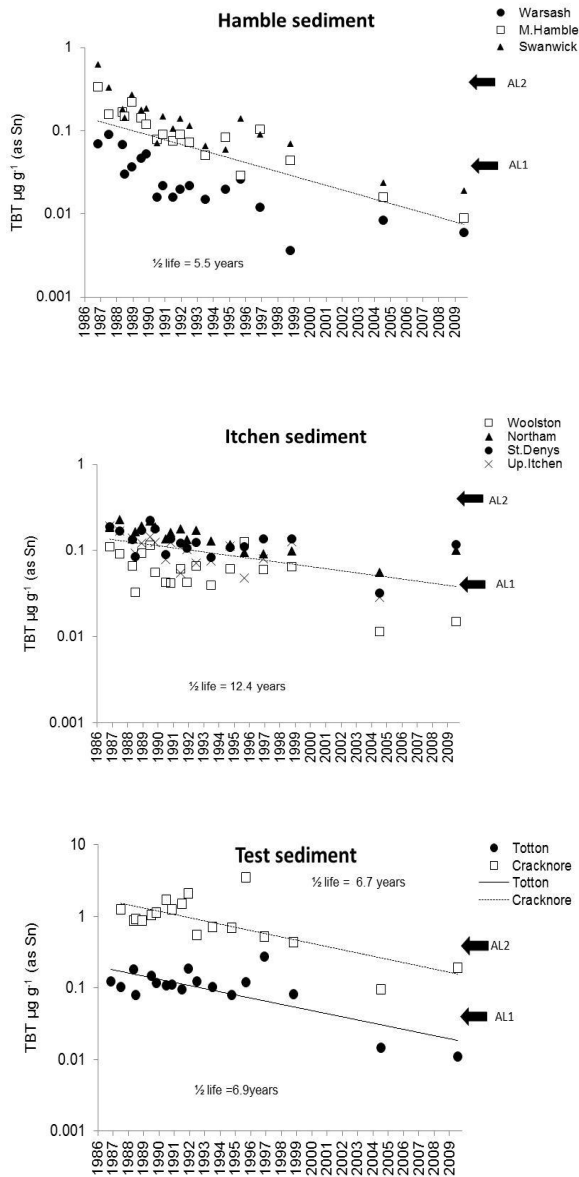 Hamble sediment
Warsash
M.Hamble
Swanwick
1
0.1
0.01
0.001
TBT µg g-1 (as Sn)
AL2
AL1
½ life = 5.5 years
1986 1987 1988 1989 1990 1991 1992 1993 1994 1995 1996 1997 1998 1999 2000 2001 2002 2003 2004 2005 2006 2007 2008 2009
Itchen sediment
Woolston
Northam
St.Denys
Up.Itchen
1
0.1
0.01
0.001
TBT µg g-1 (as Sn)
AL2
AL1
½ life = 12.4 years
1986 1987 1988 1989 1990 1991 1992 1993 1994 1995 1996 1997 1998 1999 2000 2001 2002 2003 2004 2005 2006 2007 2008 2009
Test sediment
Totton
Cracknore
Totton
Cracknore
10
1
0.1
0.01
0.001
TBT µg g-1 (as Sn)
½ life = 6.7 years
AL2
AL1
½ life =6.9years
1986 1987 1988 1989 1990 1991 1992 1993 1994 1995 1996 1997 1998 1999 2000 2001 2002 2003 2004 2005 2006 2007 2008 2009